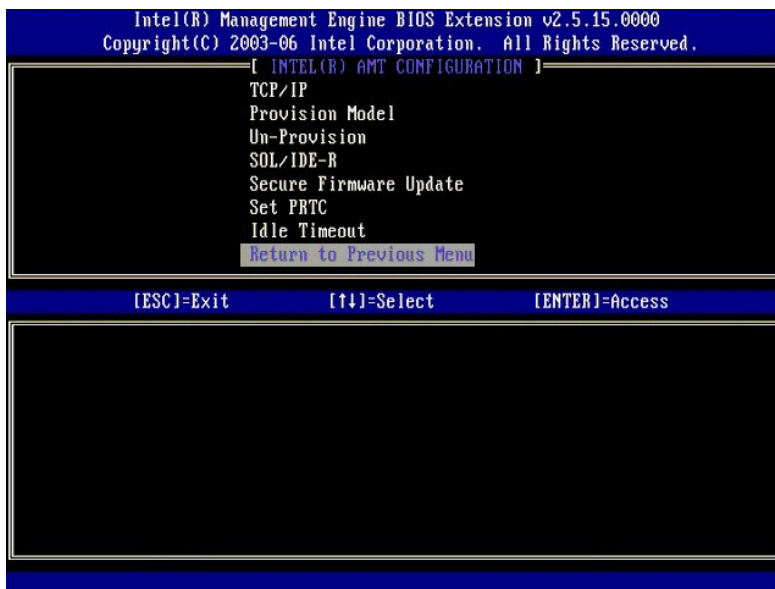 Intel(R) Management Engine BIOS Extension v2.5.15.0000
Copyright(C) 2003-06 Intel Corporation. All Rights Reserved.
[ INTEL(R) AMT CONFIGURATION ]
TCP/IP
Provision Model
Un-Provision
SOL/IDE-R
Secure Firmware Update
Set PRTC
Idle Timeout
Return to Previous Menu
[ESC]=Exit [↑↓]=Select [ENTER]=Access